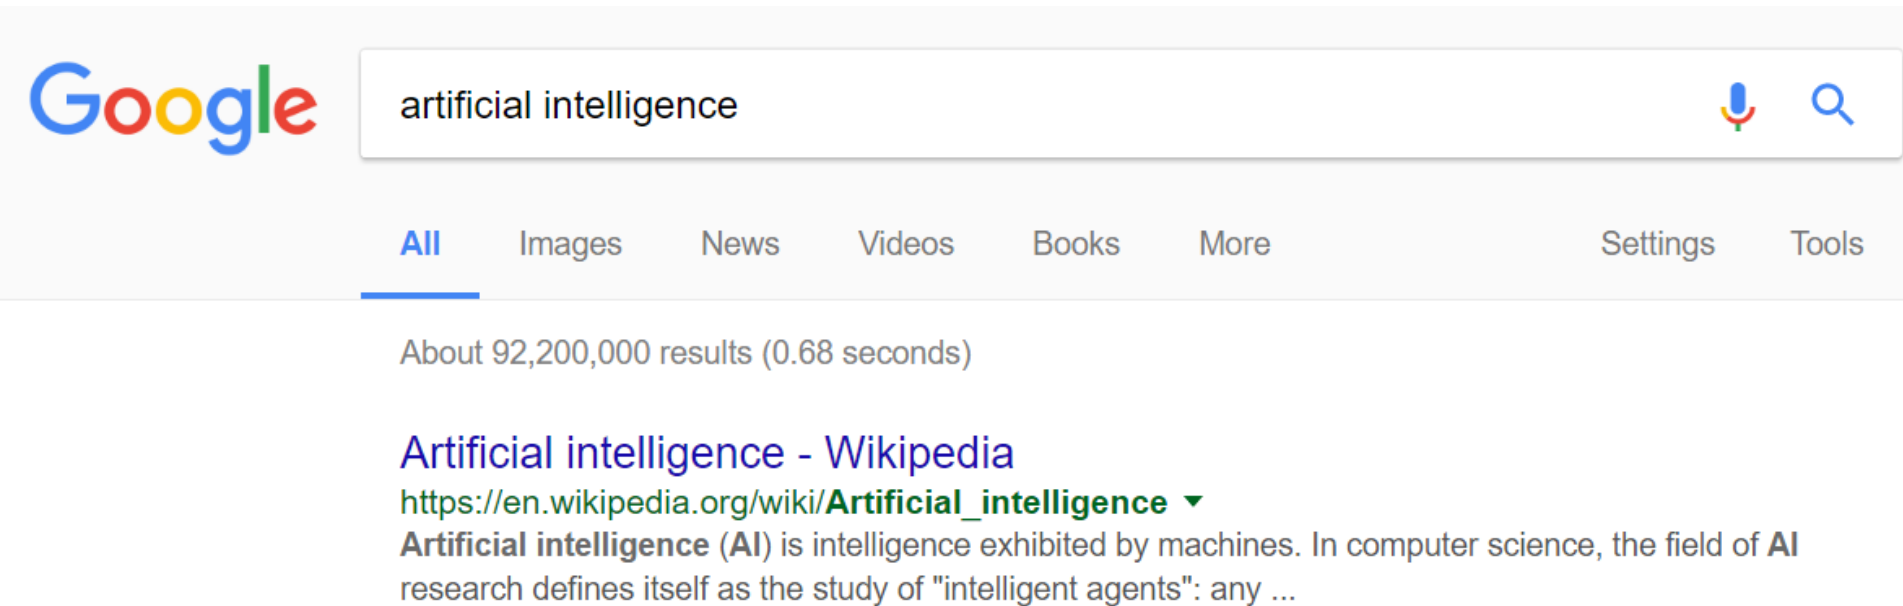 Google
artificial intelligence
All Images News Videos Books More Settings Tools
About 92,200,000 results (0.68 seconds)
Artificial intelligence - Wikipedia
https://en.wikipedia.org/wiki/Artificial_intelligence
Artificial intelligence (AI) is intelligence exhibited by machines. In computer science, the field of AI
research defines itself as the study of "intelligent agents": any ...